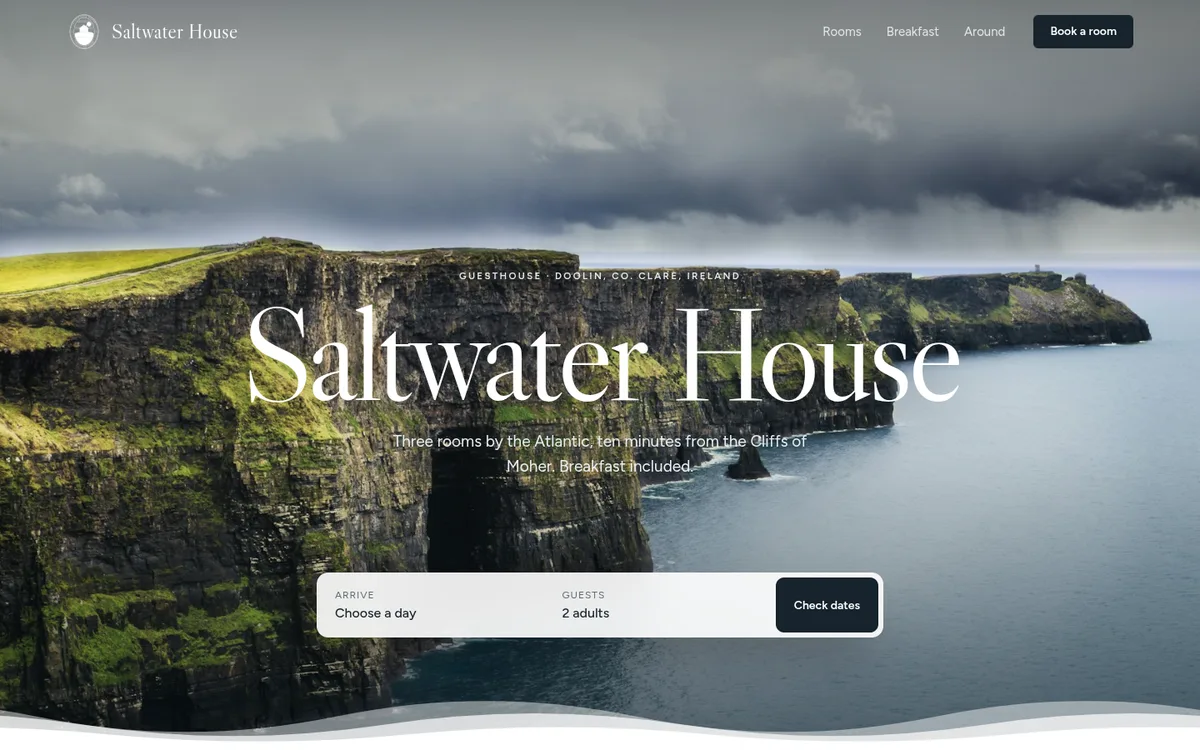 Saltwater House
Rooms
Breakfast
Around
Book a room
GUESTHOUSE · DOOLIN, CO. CLARE, IRELAND
Saltwater House
Three rooms by the Atlantic, ten minutes from the Cliffs of
Moher. Breakfast included.
ARRIVE
Choose a day
GUESTS
2 adults
Check dates